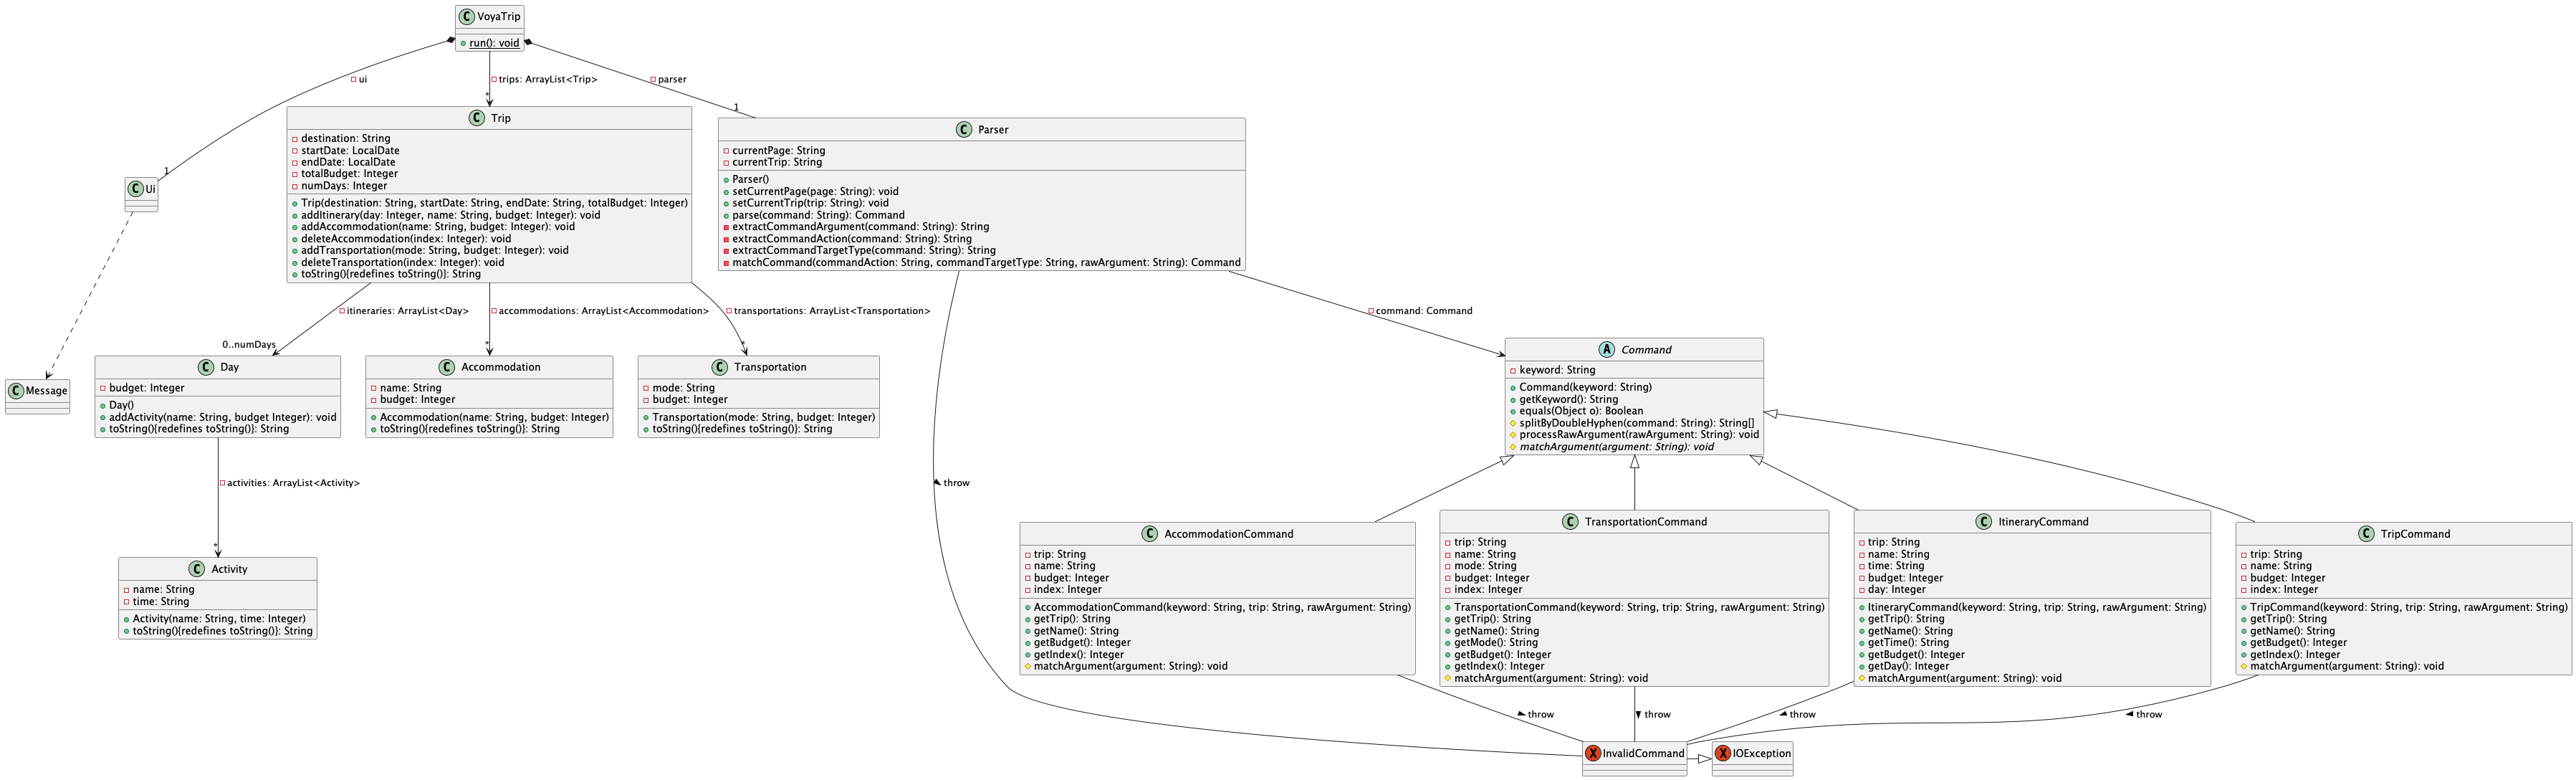 C VoyaTrip
run(): void
ui
trips: ArrayList<Trip>
parser
1
*
1
C Ui
C Trip
destination: String
startDate: LocalDate
endDate: LocalDate
totalBudget: Integer
numDays: Integer
Trip(destination: String, startDate: String, endDate: String, totalBudget: Integer)
addItinerary(day: Integer, name: String, budget: Integer): void
addAccommodation(name: String, budget: Integer): void
deleteAccommodation(index: Integer): void
addTransportation(mode: String, budget: Integer): void
deleteTransportation(index: Integer): void
toString(){redefines toString()}: String
C Parser
currentPage: String
currentTrip: String
Parser()
setCurrentPage(page: String): void
setCurrentTrip(trip: String): void
parse(command: String): Command
extractCommandArgument(command: String): String
extractCommandAction(command: String): String
extractCommandTargetType(command: String): String
matchCommand(commandAction: String, commandTargetType: String, rawArgument: String): Command
itineraries: ArrayList<Day>
accommodations: ArrayList<Accommodation>
transportations: ArrayList<Transportation>
command: Command
0..numDays
*
*
C Message
C Day
budget: Integer
Day()
addActivity(name: String, budget Integer): void
toString(){redefines toString()}: String
C Accommodation
name: String
budget: Integer
Accommodation(name: String, budget: Integer)
toString(){redefines toString()}: String
C Transportation
mode: String
budget: Integer
Transportation(mode: String, budget: Integer)
toString(){redefines toString()}: String
A Command
keyword: String
Command(keyword: String)
getKeyword(): String
equals(Object o): Boolean
splitByDoubleHyphen(command: String): String[]
processRawArgument(rawArgument: String): void
matchArgument(argument: String): void
activities: ArrayList<Activity>
*
throw
C Activity
name: String
time: String
Activity(name: String, time: Integer)
toString(){redefines toString()}: String
C AccommodationCommand
trip: String
name: String
budget: Integer
index: Integer
AccommodationCommand(keyword: String, trip: String, rawArgument: String)
getTrip(): String
getName(): String
getBudget(): Integer
getIndex(): Integer
matchArgument(argument: String): void
C TransportationCommand
trip: String
name: String
mode: String
budget: Integer
index: Integer
TransportationCommand(keyword: String, trip: String, rawArgument: String)
getTrip(): String
getName(): String
getMode(): String
getBudget(): Integer
getIndex(): Integer
matchArgument(argument: String): void
C ItineraryCommand
trip: String
name: String
time: String
budget: Integer
day: Integer
ItineraryCommand(keyword: String, trip: String, rawArgument: String)
getTrip(): String
getName(): String
getTime(): String
getBudget(): Integer
getDay(): Integer
matchArgument(argument: String): void
C TripCommand
trip: String
name: String
budget: Integer
index: Integer
TripCommand(keyword: String, trip: String, rawArgument: String)
getTrip(): String
getName(): String
getBudget(): Integer
getIndex(): Integer
matchArgument(argument: String): void
throw
throw
throw
throw
X InvalidCommand
X IOException